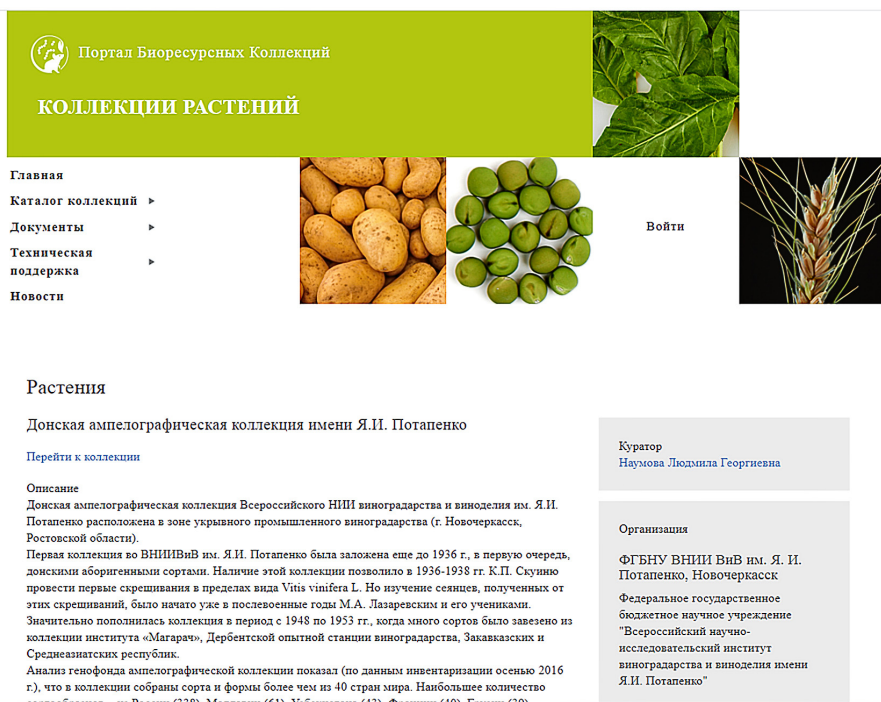 Портал Биоресурсных Коллекций
КОЛЛЕКЦИИ РАСТЕНИЙ
Главная
Каталог коллекций
Документы
Техническая
поддержка
Новости
Войти
Растения
Донская ампелографическая коллекция имени Я.И. Потапенко
Перейти к коллекции
Описание
Донская ампелографическая коллекция Всероссийского НИИ виноградарства и виноделия им. Я.И.
Потапенко расположена в зоне укрывного промышленного виноградарства (г. Новочеркасск,
Ростовской области).
Первая коллекция во ВНИИВиВ им. Я.И. Потапенко была заложена еще до 1936 г., в первую очередь,
донскими аборигенными сортами. Наличие этой коллекции позволило в 1936-1938 гг. К.П. Скуиню
провести первые скрещивания в пределах вида Vitis vinifera L. Но изучение сеянцев, полученных от
этих скрещиваний, было начато уже в послевоенные годы М.А. Лазаревским и его учениками.
Значительно пополнилась коллекция в период с 1948 по 1953 гг., когда много сортов было завезено из
коллекции института «Магарач», Дербентской опытной станции виноградарства, Закавказских и
Среднеазиатских республик.
Анализ генофонда ампелографической коллекции показал (по данным инвентаризации осенью 2016
г.), что в коллекции собраны сорта и формы более чем из 40 стран мира. Наибольшее количество
Куратор
Наумова Людмила Георгиевна
Организация
ФГБНУ ВНИИ ВиВ им. Я. И.
Потапенко, Новочеркасск
Федеральное государственное
бюджетное научное учреждение
"Всероссийский научно-
исследовательский институт
виноградарства и виноделия имени
Я.И. Потапенко"